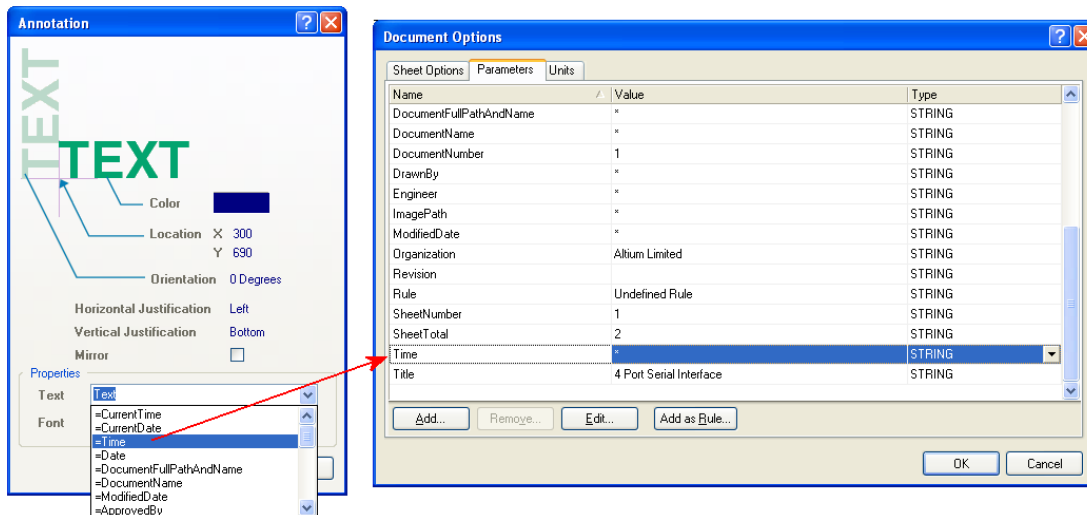 Annotation
TEXT
TEXT
Color
Location X 300
Y 690
Orientation 0 Degrees
Horizontal Justification Left
Vertical Justification Bottom
Mirror
Properties
Text Text
Font
=CurrentTime
=CurrentDate
=Time
=Date
=DocumentFullPathAndName
=DocumentName
=ModifiedDate
=ApprovedBy
Document Options
Sheet Options Parameters Units
Name Value Type
DocumentFullPathAndName * STRING
DocumentName * STRING
DocumentNumber 1 STRING
DrawnBy * STRING
Engineer * STRING
ImagePath * STRING
ModifiedDate * STRING
Organization Altium Limited STRING
Revision STRING
Rule Undefined Rule STRING
SheetNumber 1 STRING
SheetTotal 2 STRING
Time * STRING
Title 4 Port Serial Interface STRING
Add... Remove... Edit... Add as Rule...
OK Cancel